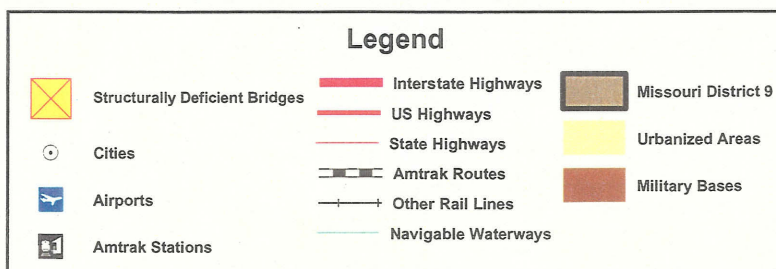 Legend
Structurally Deficient Bridges
Cities
Airports
Amtrak Stations
Interstate Highways
US Highways
State Highways
Amtrak Routes
Other Rail Lines
Navigable Waterways
Missouri District 9
Urbanized Areas
Military Bases